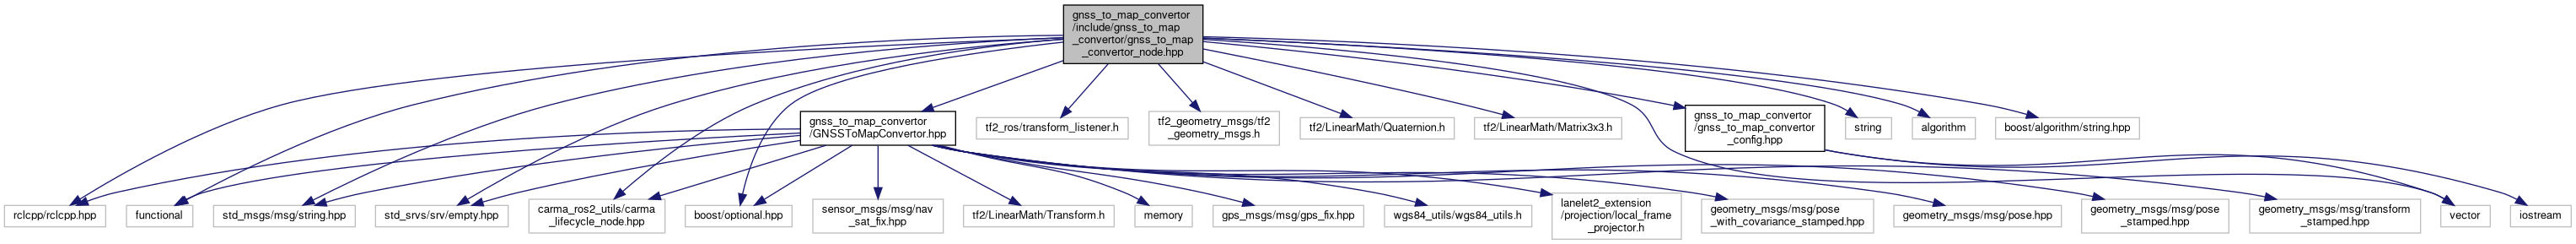 gnss_to_map_convertor
/include/gnss_to_map
_convertor/gnss_to_map
_convertor_node.hpp
gnss_to_map_convertor
/GNSSToMapConvertor.hpp
tf2_ros/transform_listener.h
tf2_geometry_msgs/tf2
_geometry_msgs.h
tf2/LinearMath/Quaternion.h
tf2/LinearMath/Matrix3x3.h
gnss_to_map_convertor
/gnss_to_map_convertor
_config.hpp
string
algorithm
boost/algorithm/string.hpp
rclcpp/rclcpp.hpp
functional
std_msgs/msg/string.hpp
std_srvs/srv/empty.hpp
carma_ros2_utils/carma
_lifecycle_node.hpp
boost/optional.hpp
sensor_msgs/msg/nav
_sat_fix.hpp
tf2/LinearMath/Transform.h
memory
gps_msgs/msg/gps_fix.hpp
wgs84_utils/wgs84_utils.h
lanelet2_extension
/projection/local_frame
_projector.h
geometry_msgs/msg/pose
_with_covariance_stamped.hpp
geometry_msgs/msg/pose.hpp
geometry_msgs/msg/pose
_stamped.hpp
geometry_msgs/msg/transform
_stamped.hpp
vector
iostream